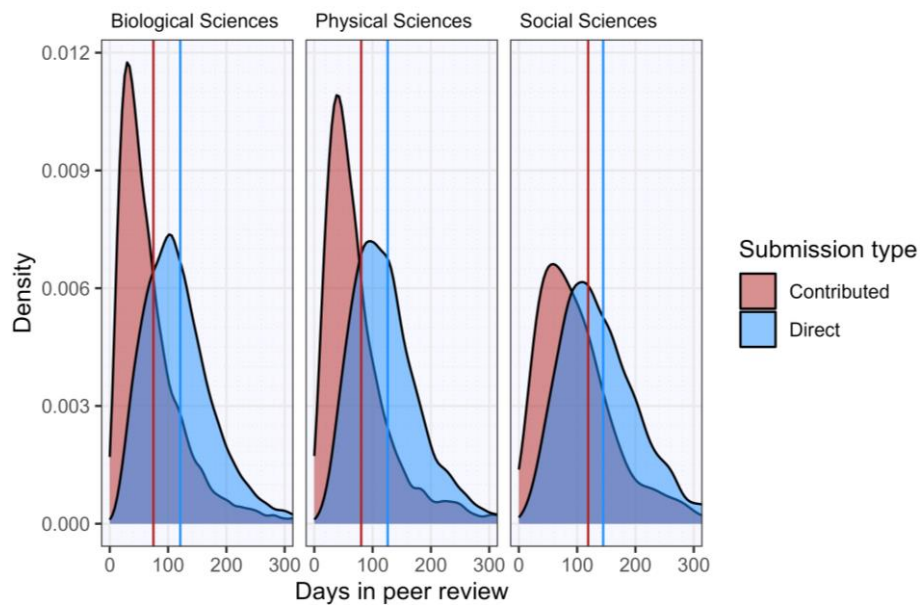 Biological Sciences Physical Sciences Social Sciences
0.012
0.009
0.006
0.003
0.000
Density
0 100 200 300 0 100 200 300 0 100 200 300
Days in peer review
Submission type
Contributed
Direct